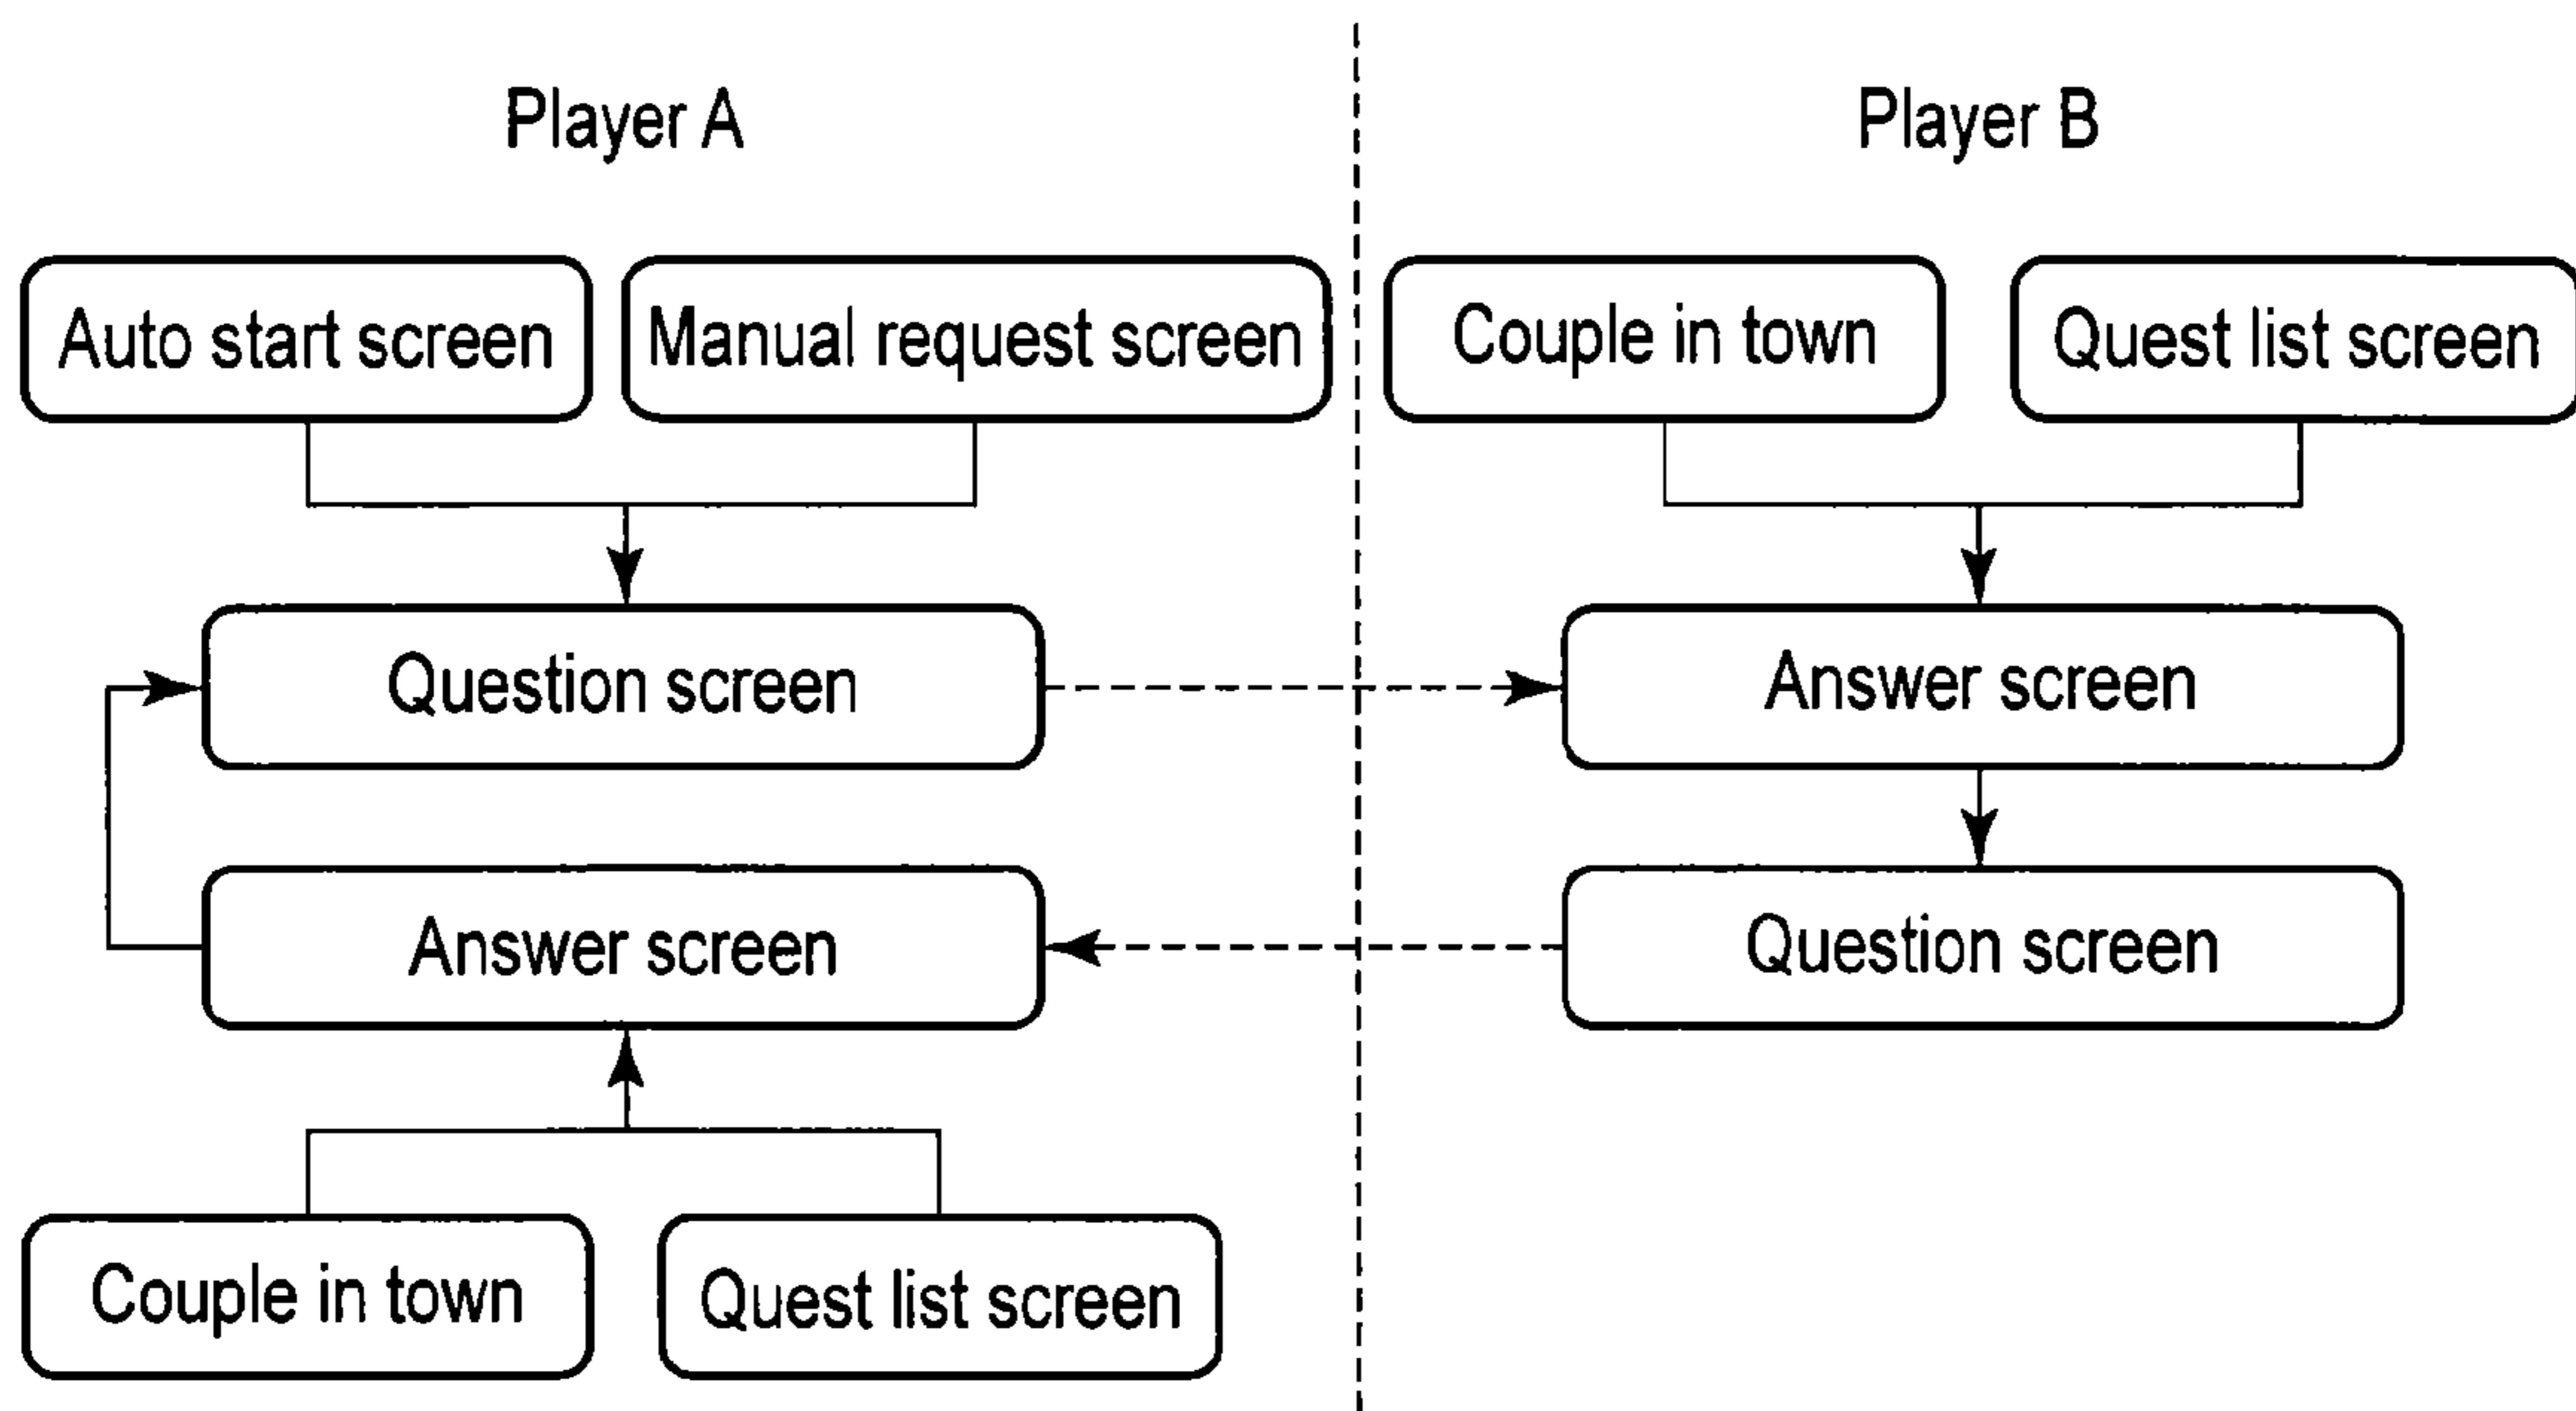 Player A
Player B
Auto start screen
Manual request screen
Couple in town
Quest list screen
Question screen
Answer screen
Answer screen
Question screen
Couple in town
Quest list screen